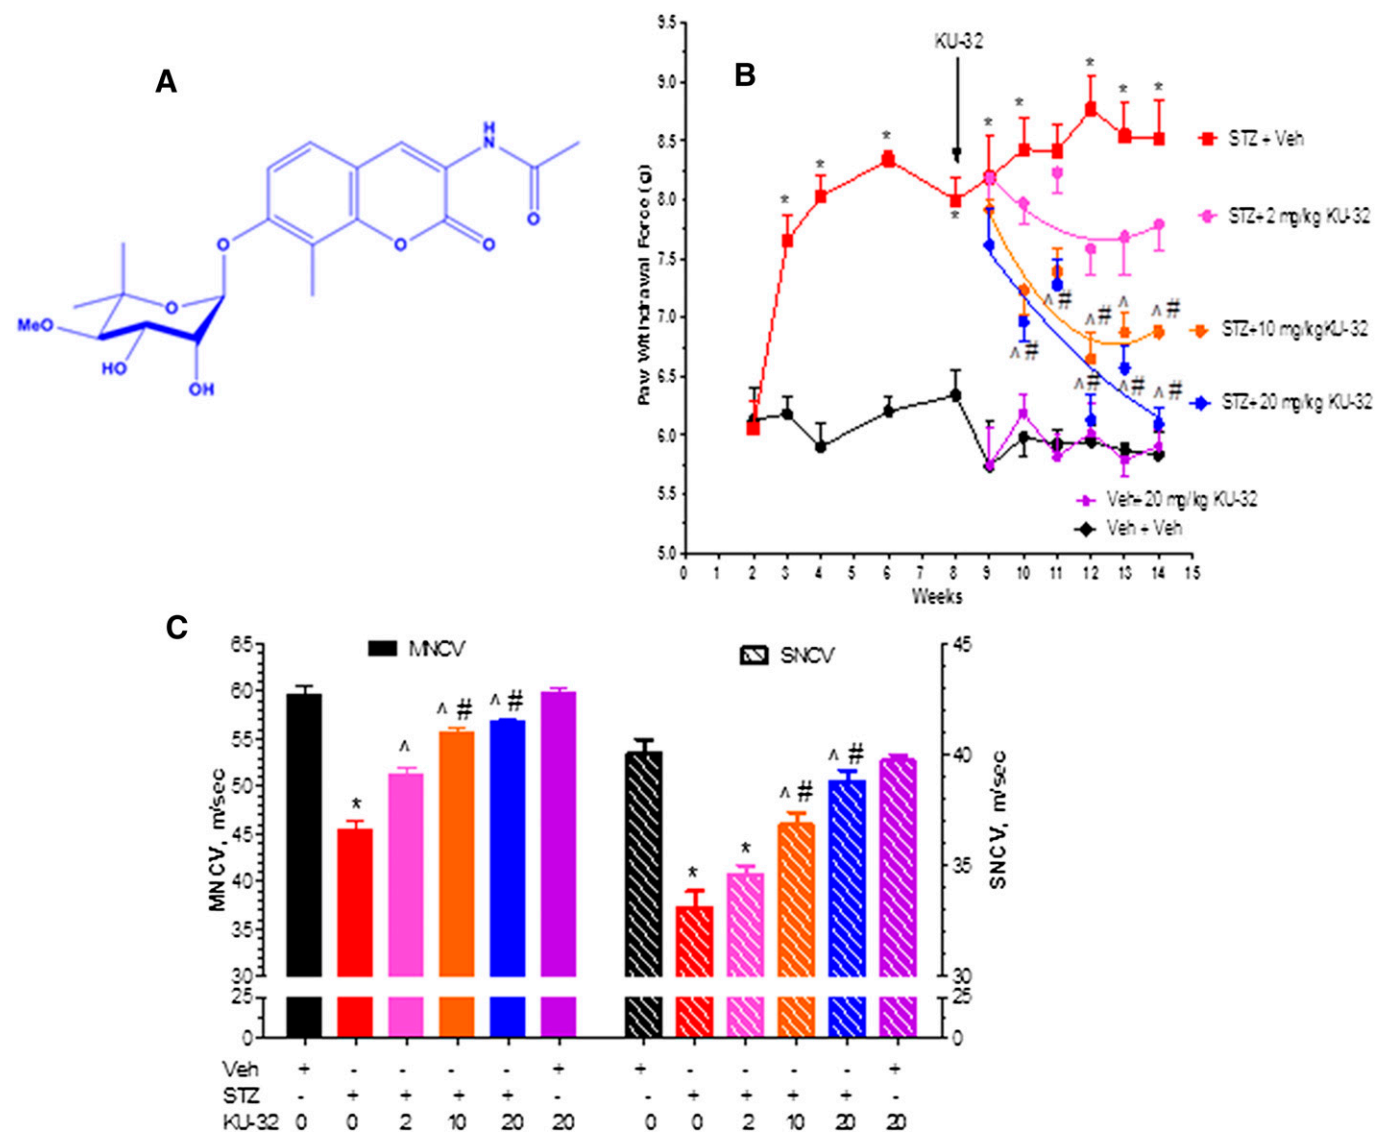 A
H
N
O
O
O
O
O
MeO
HO
OH
B
KU-32
Paw Withdrawal Force (g)
9.5
9.0
8.5
8.0
7.5
7.0
6.5
6.0
5.5
5.0
* * * * * * * * * *
^ #
^ #
^ #
^
^ #
^ #
^ #
^ #
STZ + Veh
STZ+2 mg/kg KU-32
STZ+10 mg/kgKU-32
STZ+20 mg/kg KU-32
Veh+20 mg/kg KU-32
Veh + Veh
0 1 2 3 4 5 6 7 8 9 10 11 12 13 14 15
Weeks
C
MNCV
SNCV
MNCV, m/sec
65
60
55
50
45
40
35
30
25
0
* ^ ^ # ^ #
* * ^ # ^ #
SNCV, m/sec
45
40
35
30
25
0
Veh + - - - - + + - - - - +
STZ - + + + + - - + + + + -
KU-32 0 0 2 10 20 20 0 0 2 10 20 20